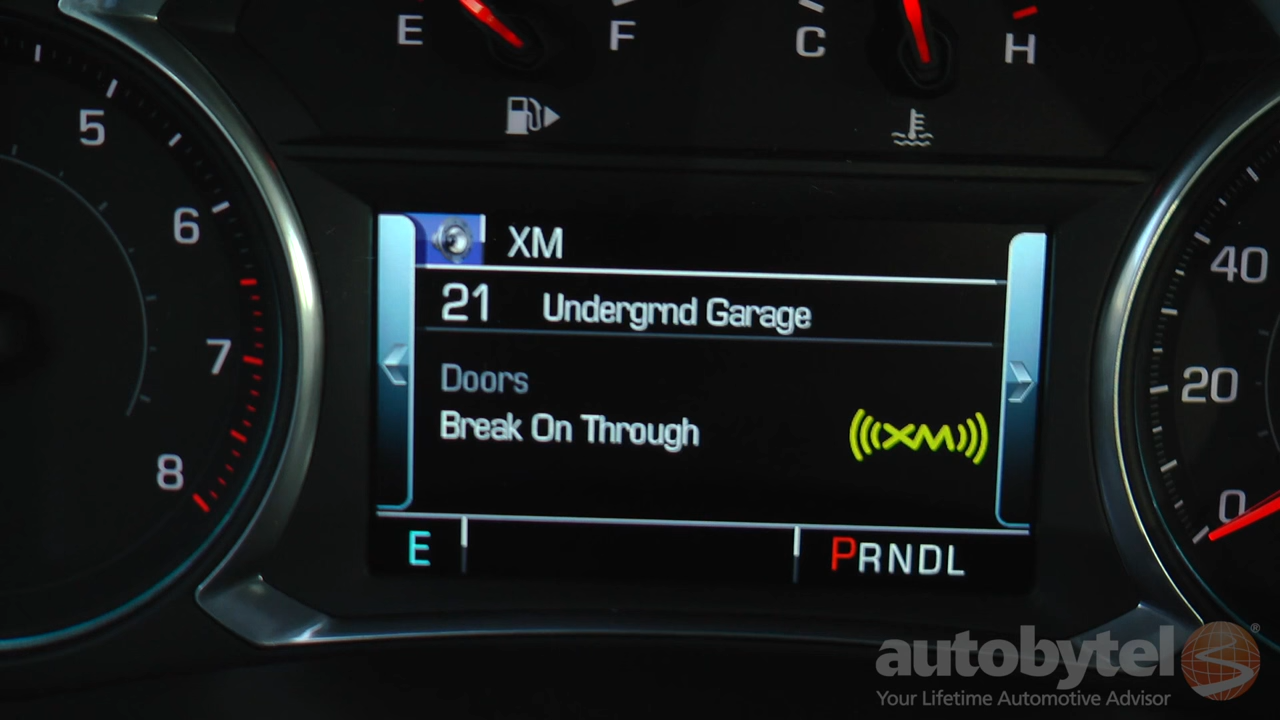 E F C H
5
6
7
8
XM
21 Undergrnd Garage
Doors
Break On Through
XM
E PRNDL
40
20
0
autobytel®
Your Lifetime Automotive Advisor